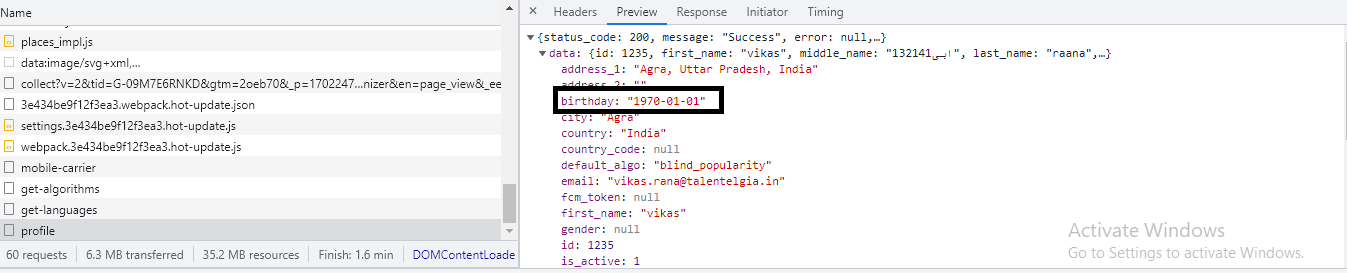 Name
places_impl.js
data:image/svg+xml,...
collect?v=2&tid=G-09M7E6RNKD&gtm=2oeb70&_p=1702247...nizer&en=page_view&_ee
3e434be9f12f3ea3.webpack.hot-update.json
settings.3e434be9f12f3ea3.hot-update.js
webpack.3e434be9f12f3ea3.hot-update.js
mobile-carrier
get-algorithms
get-languages
profile
60 requests 6.3 MB transferred 35.2 MB resources Finish: 1.6 min DOMContentLoade
× Headers Preview Response Initiator Timing
{status_code: 200, message: "Success", error: null,…}
data: {id: 1235, first_name: "vikas", middle_name: last_name: "raana",…}
address_1: "Agra, Uttar Pradesh, India"
address_2: ""
birthday: "1970-01-01"
city: "Agra"
country: "India"
country_code: null
default_algo: "blind_popularity"
email: "vikas.rana@talentelgia.in"
fcm_token: null
first_name: "vikas"
gender: null
id: 1235
is_active: 1
Activate Windows
Go to Settings to activate Windows.